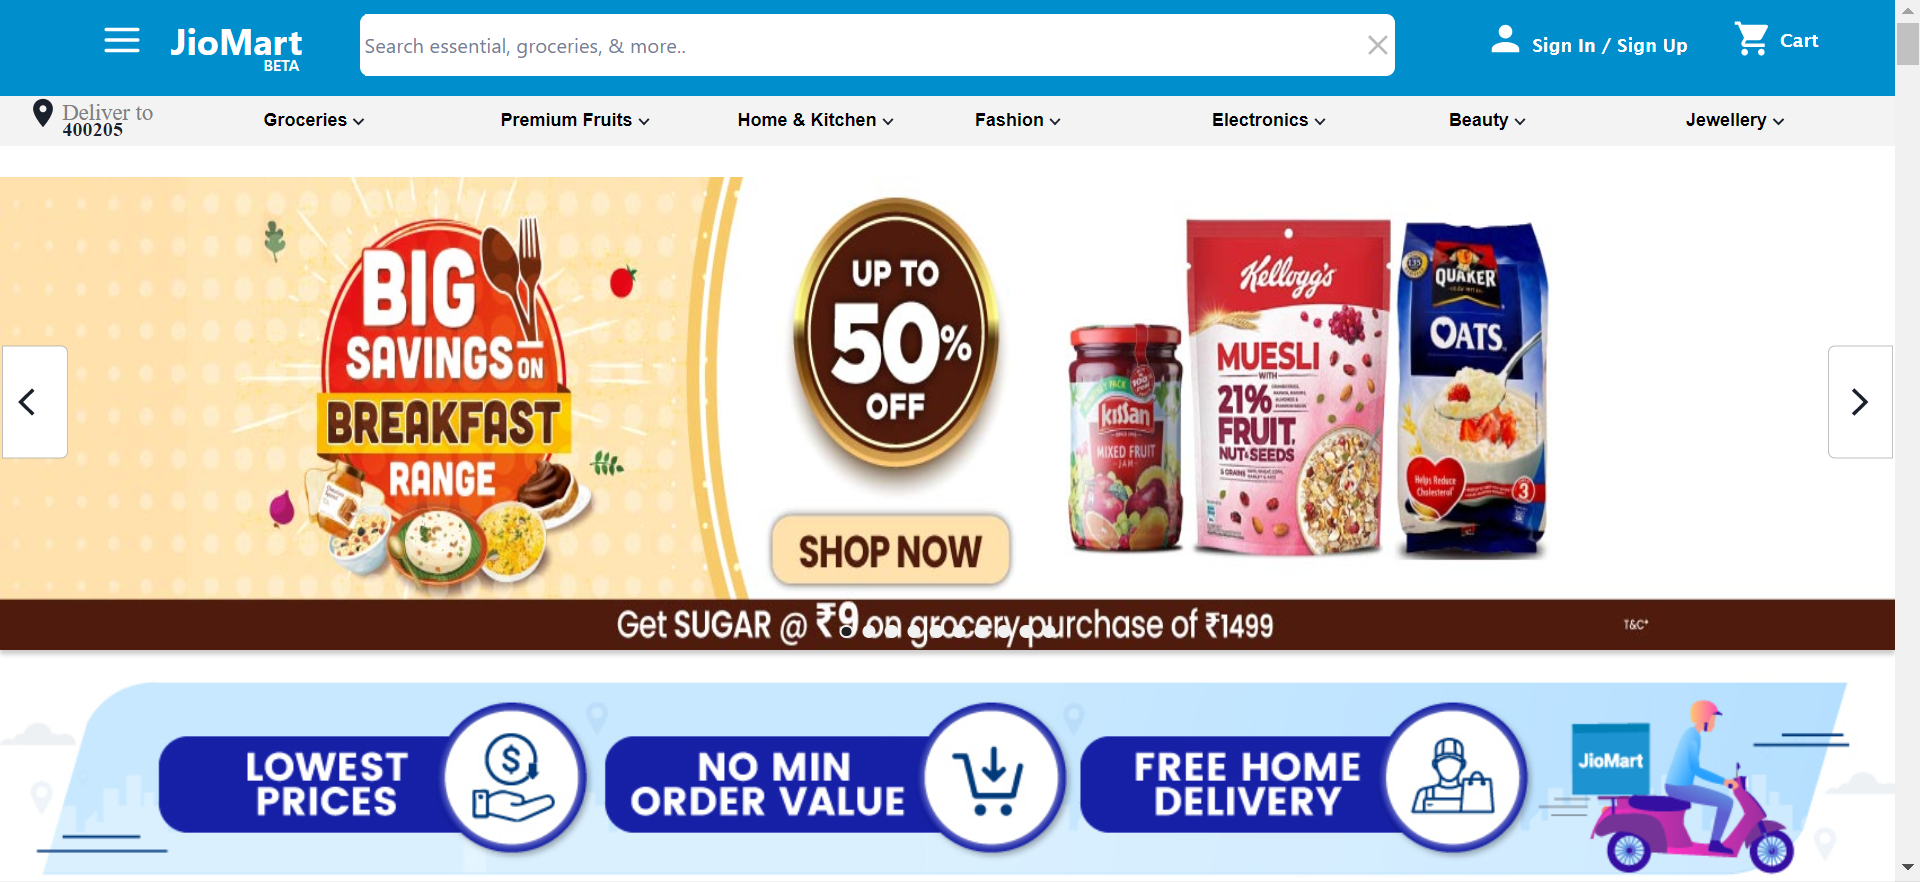 JioMart
BETA
Search essential, groceries, & more..
Sign In / Sign Up
Cart
Deliver to
400205
Groceries
Premium Fruits
Home & Kitchen
Fashion
Electronics
Beauty
Jewellery
BIG
SAVINGS ON
BREAKFAST
RANGE
UP TO
50%
OFF
SHOP NOW
Kissan
MIXED FRUIT
JAM
Kellogg's
MUESLI
WITH
21%
FRUIT,
NUT & SEEDS
5 GRAINS
QUAKER
OATS
Helps Reduce
Cholesterol
3
Get SUGAR @ ₹9 on grocery purchase of ₹1499
T&C*
LOWEST
PRICES
NO MIN
ORDER VALUE
FREE HOME
DELIVERY
JioMart